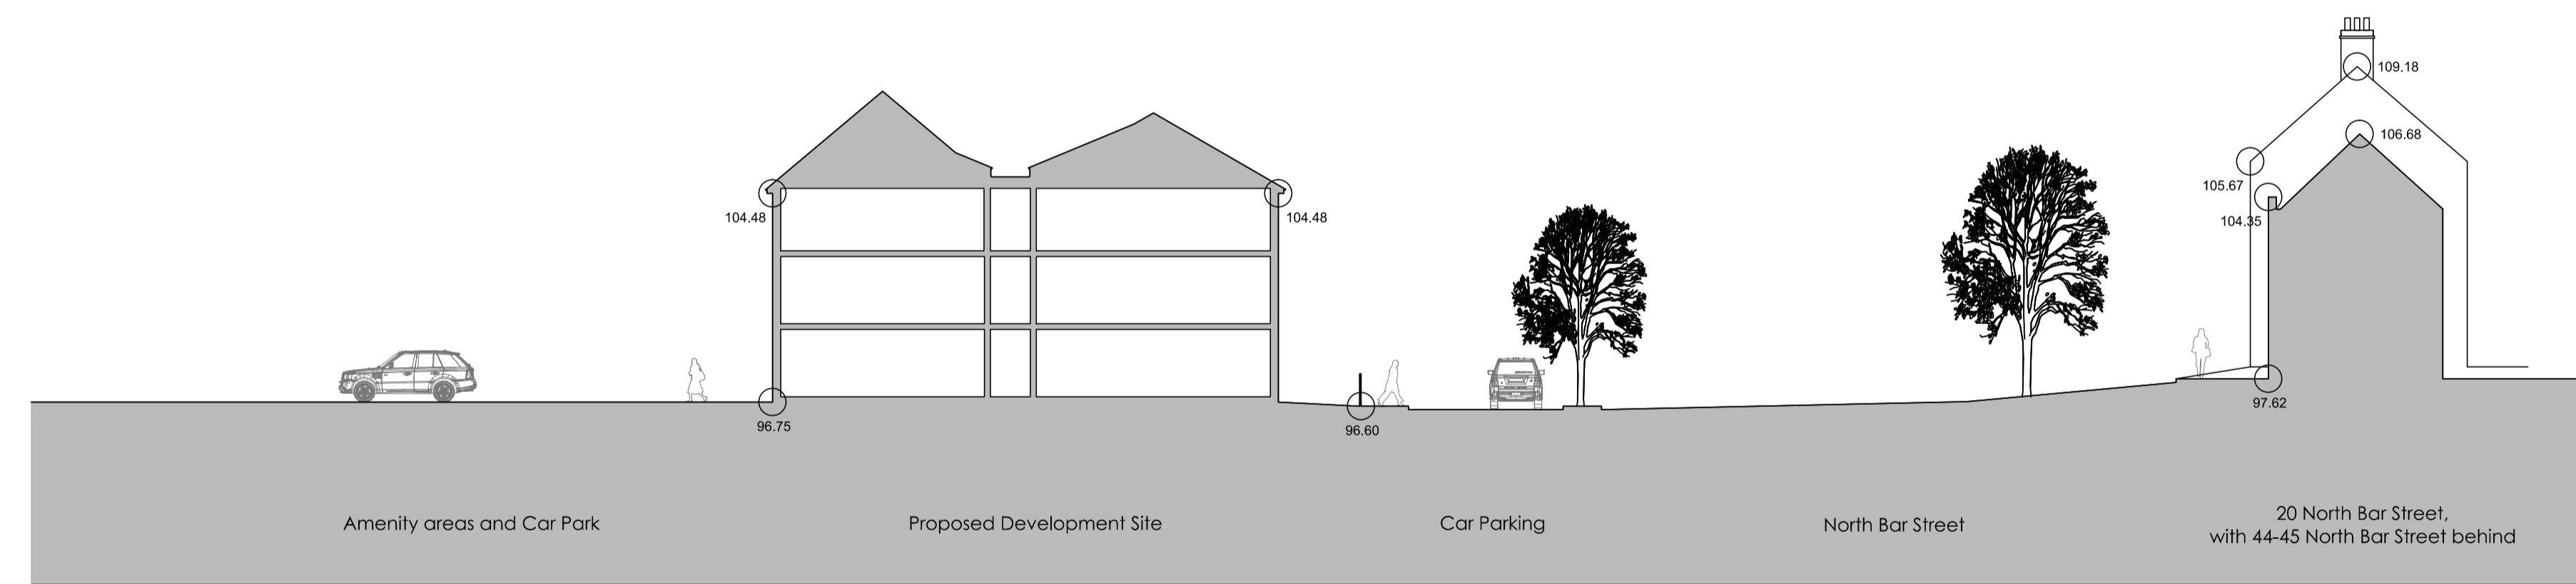 109.18
106.68
105.67
104.35
104.48
104.48
97.62
96.75
96.60
Amenity areas and Car Park
Proposed Development Site
Car Parking
North Bar Street
20 North Bar Street,
with 44-45 North Bar Street behind